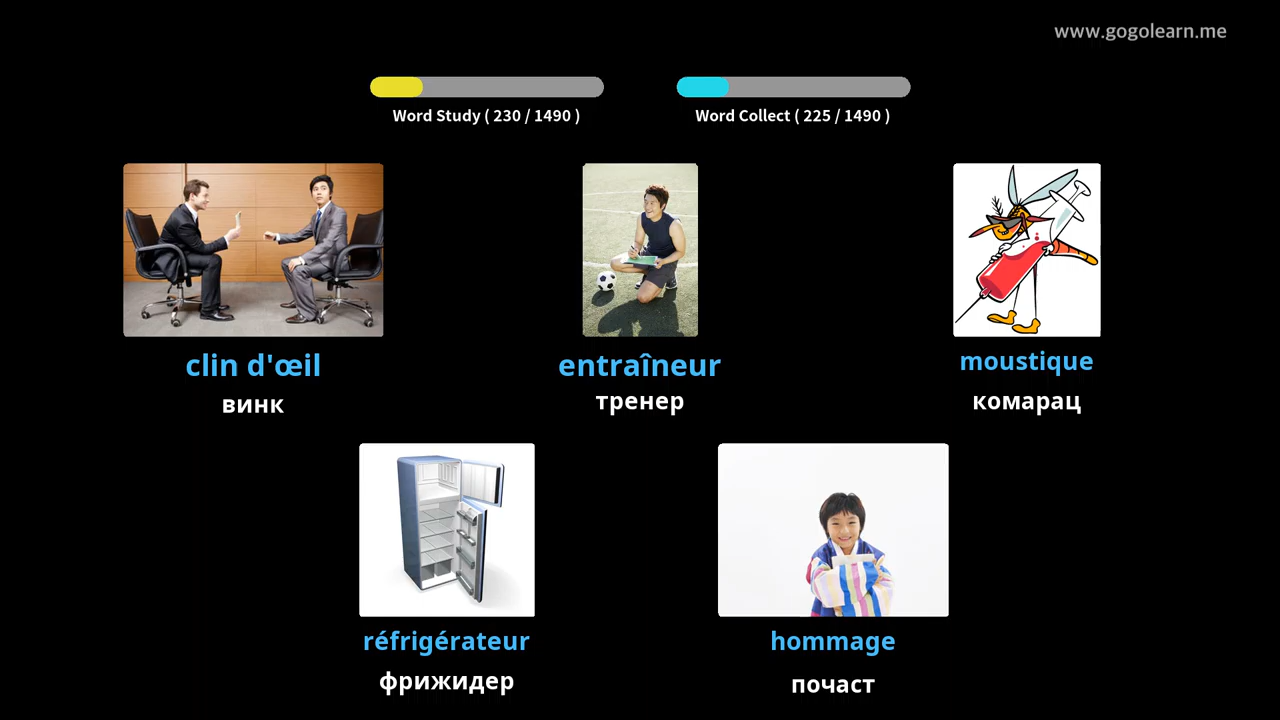 www.gogolearn.me
Word Study ( 230 / 1490 )
Word Collect ( 225 / 1490 )
clin d'œil
винк
entraîneur
тренер
moustique
комарац
réfrigérateur
фрижидер
hommage
почаст